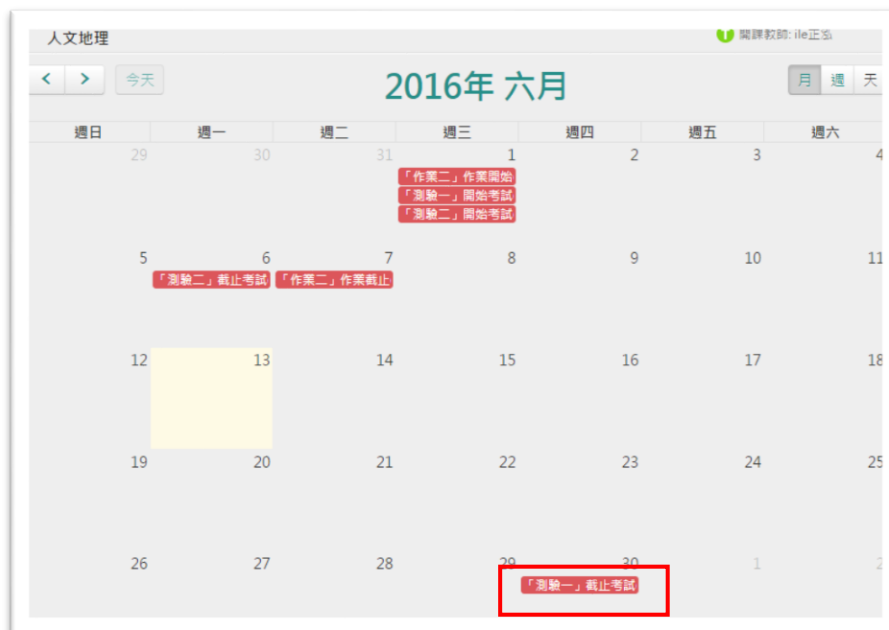 人文地理
開課教師: ile正泓
< > 今天
2016年 六月
月 週 天
週日 週一 週二 週三 週四 週五 週六
29 30 31 1 2 3 4
「作業二」作業開始
「測驗一」開始考試
「測驗二」開始考試
5 6 7 8 9 10 11
「測驗二」截止考試 「作業二」作業截止
12 13 14 15 16 17 18
19 20 21 22 23 24 25
26 27 28 29 30 1 2
「測驗一」截止考試